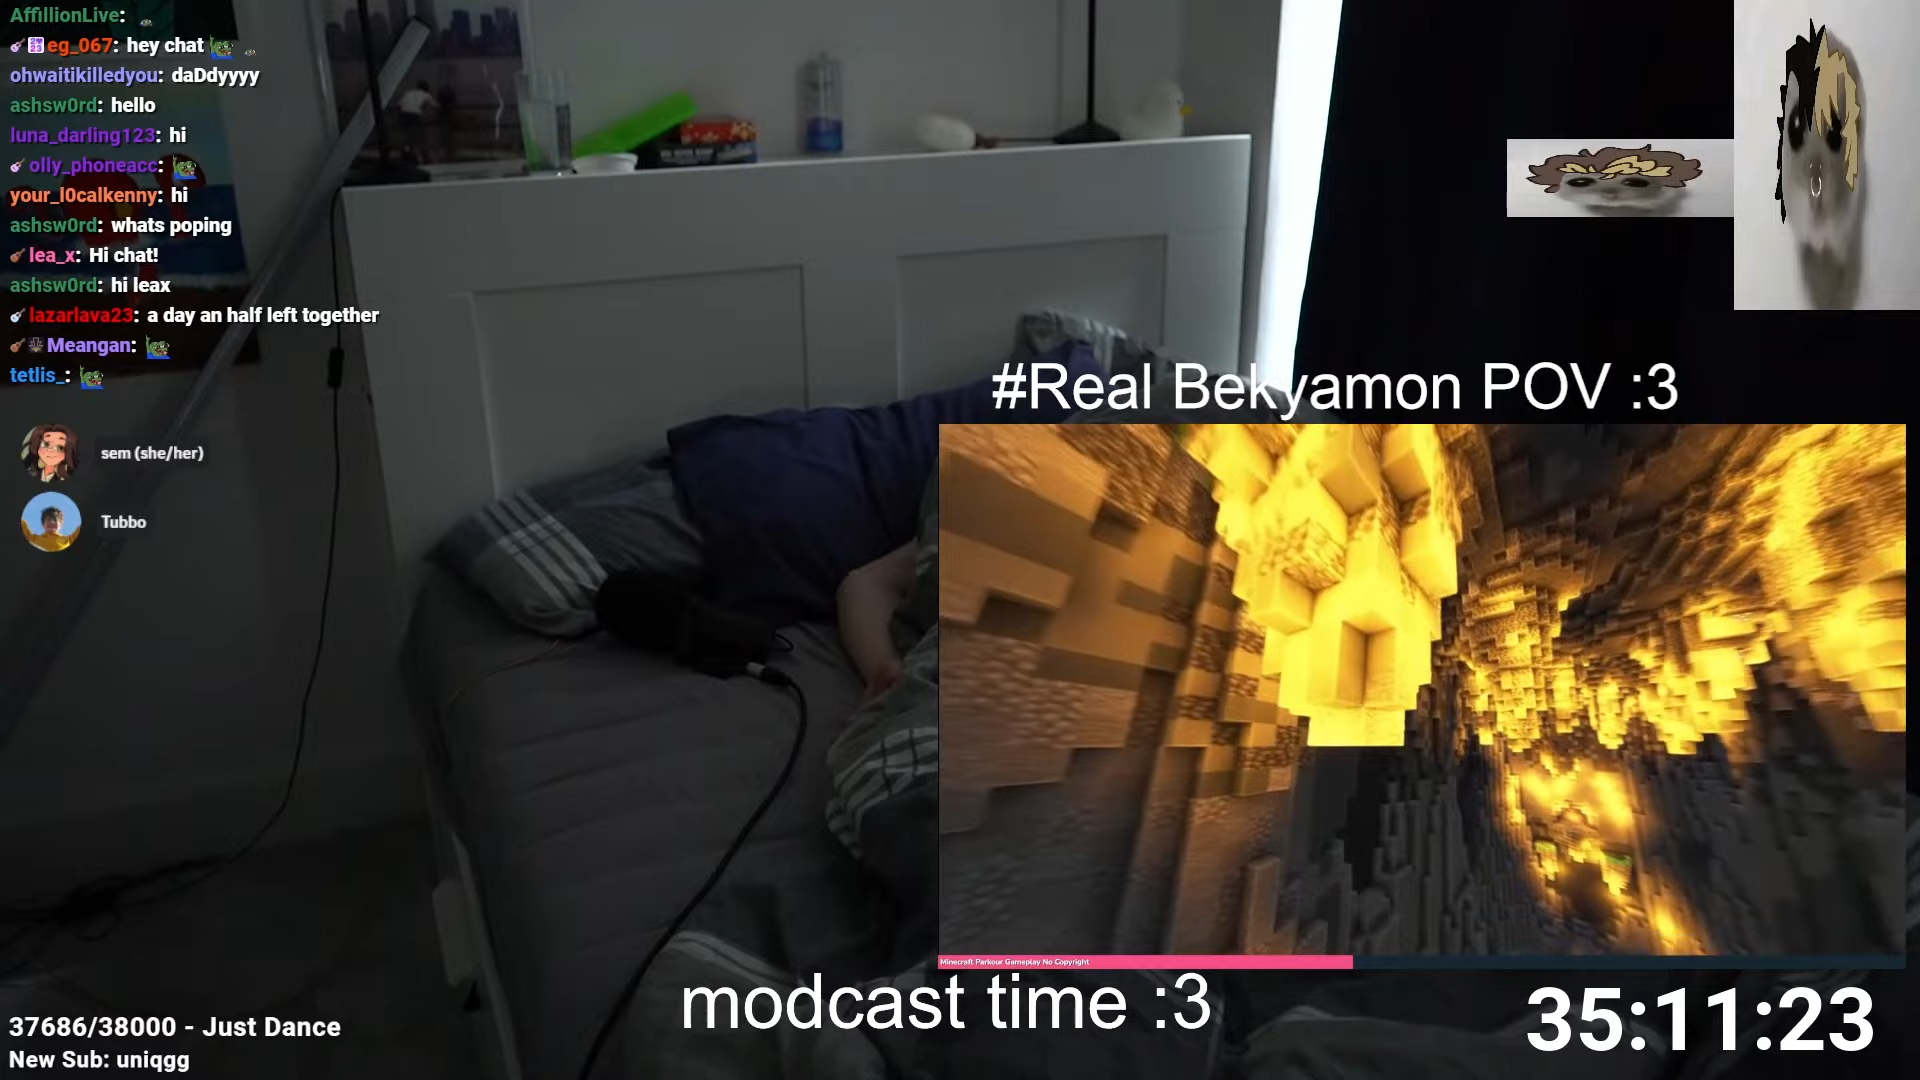 AffillionLive:
eg_067: hey chat
ohwaitikilledyou: daDdyyyy
ashsw0rd: hello
luna_darling123: hi
olly_phoneacc:
your_l0calkenny: hi
ashsw0rd: whats poping
lea_x: Hi chat!
ashsw0rd: hi leax
lazarlava23: a day an half left together
Meangan:
tetlis_:
sem (she/her)
Tubbo
#Real Bekyamon POV :3
Minecraft Parkour Gameplay No Copyright
modcast time :3
35:11:23
37686/38000 - Just Dance
New Sub: uniqgg